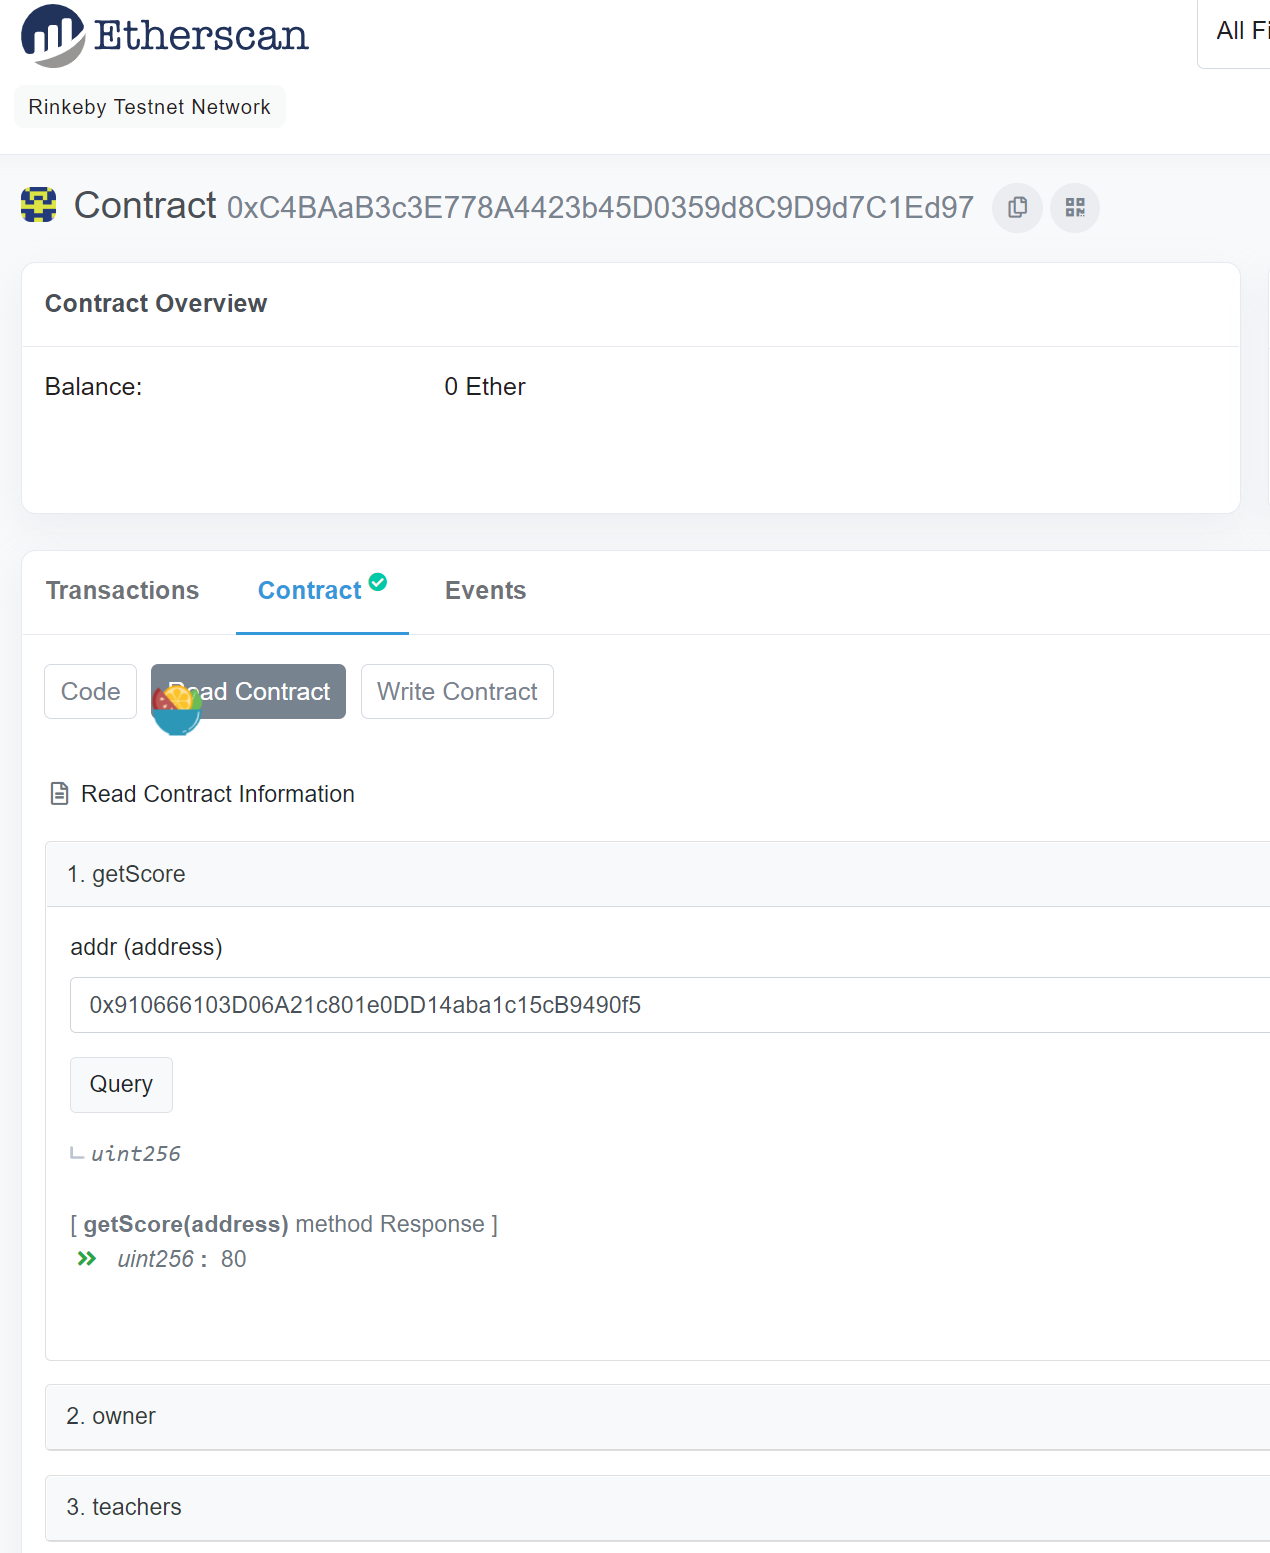 Etherscan
All Fi
Rinkeby Testnet Network
Contract 0xC4BAaB3c3E778A4423b45D0359d8C9D9d7C1Ed97
Contract Overview
Balance: 0 Ether
Transactions Contract Events
Code Read Contract Write Contract
Read Contract Information
1. getScore
addr (address)
0x910666103D06A21c801e0DD14aba1c15cB9490f5
Query
uint256
[ getScore(address) method Response ]
uint256 : 80
2. owner
3. teachers